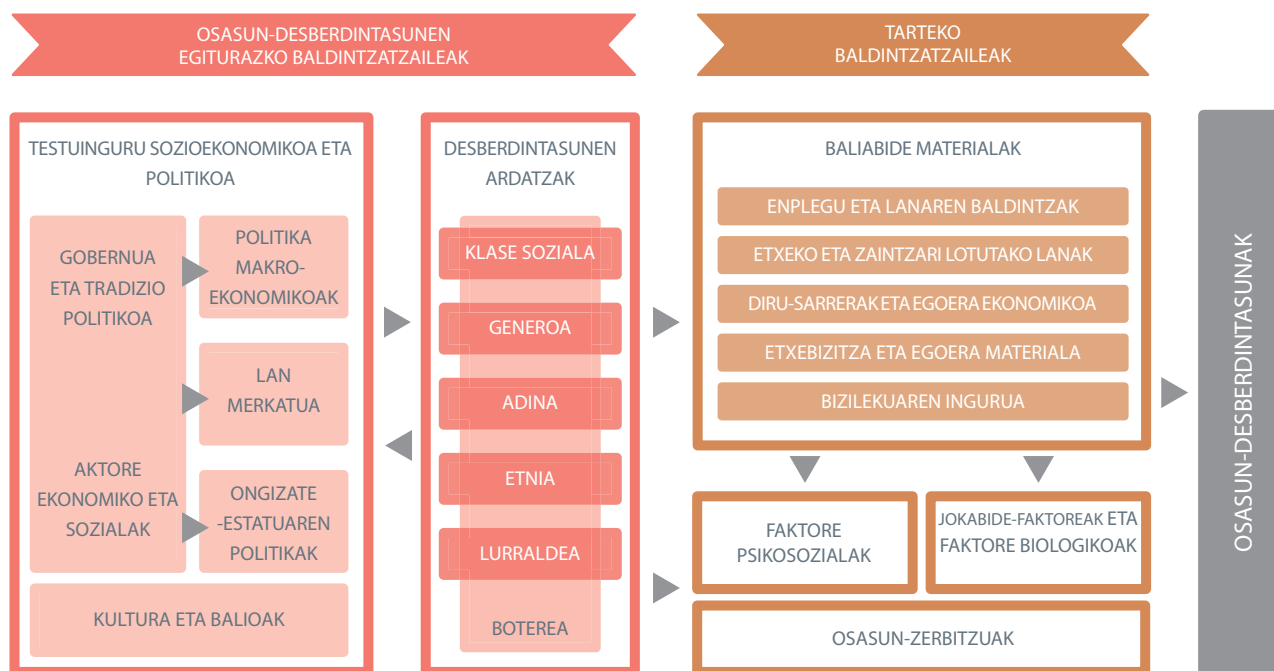 OSASUN-DESBERDINTASUNEN
EGITURAZKO BALDINTZATZAILEAK
TARTEKO
BALDINTZATZAILEAK
TESTUINGURU SOZIOEKONOMIKOA ETA
POLITIKOA
GOBERNUA
ETA TRADIZIO
POLITIKOA
AKTORE
EKONOMIKO ETA
SOZIALAK
POLITIKA
MAKRO-
EKONOMIKOAK
LAN
MERKATUA
ONGIZATE
-ESTATUAREN
POLITIKAK
KULTURA ETA BALIOAK
DESBERDINTASUNEN
ARDATZAK
KLASE SOZIALA
GENEROA
ADINA
ETNIA
LURRALDEA
BOTEREA
BALIABIDE MATERIALAK
ENPLEGU ETA LANAREN BALDINTZAK
ETXEKO ETA ZAINTZARI LOTUTAKO LANAK
DIRU-SARRERAK ETA EGOERA EKONOMIKOA
ETXEBIZITZA ETA EGOERA MATERIALA
BIZILEKUAREN INGURUA
FAKTORE
PSIKOSOZIALAK
JOKABIDE-FAKTOREAK ETA
FAKTORE BIOLOGIKOAK
OSASUN-ZERBITZUAK
OSASUN-DESBERDINTASUNAK